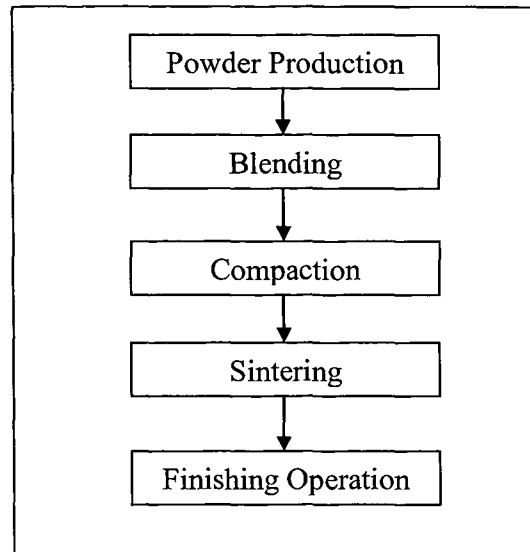 Powder Production
Blending
Compaction
Sintering
Finishing Operation